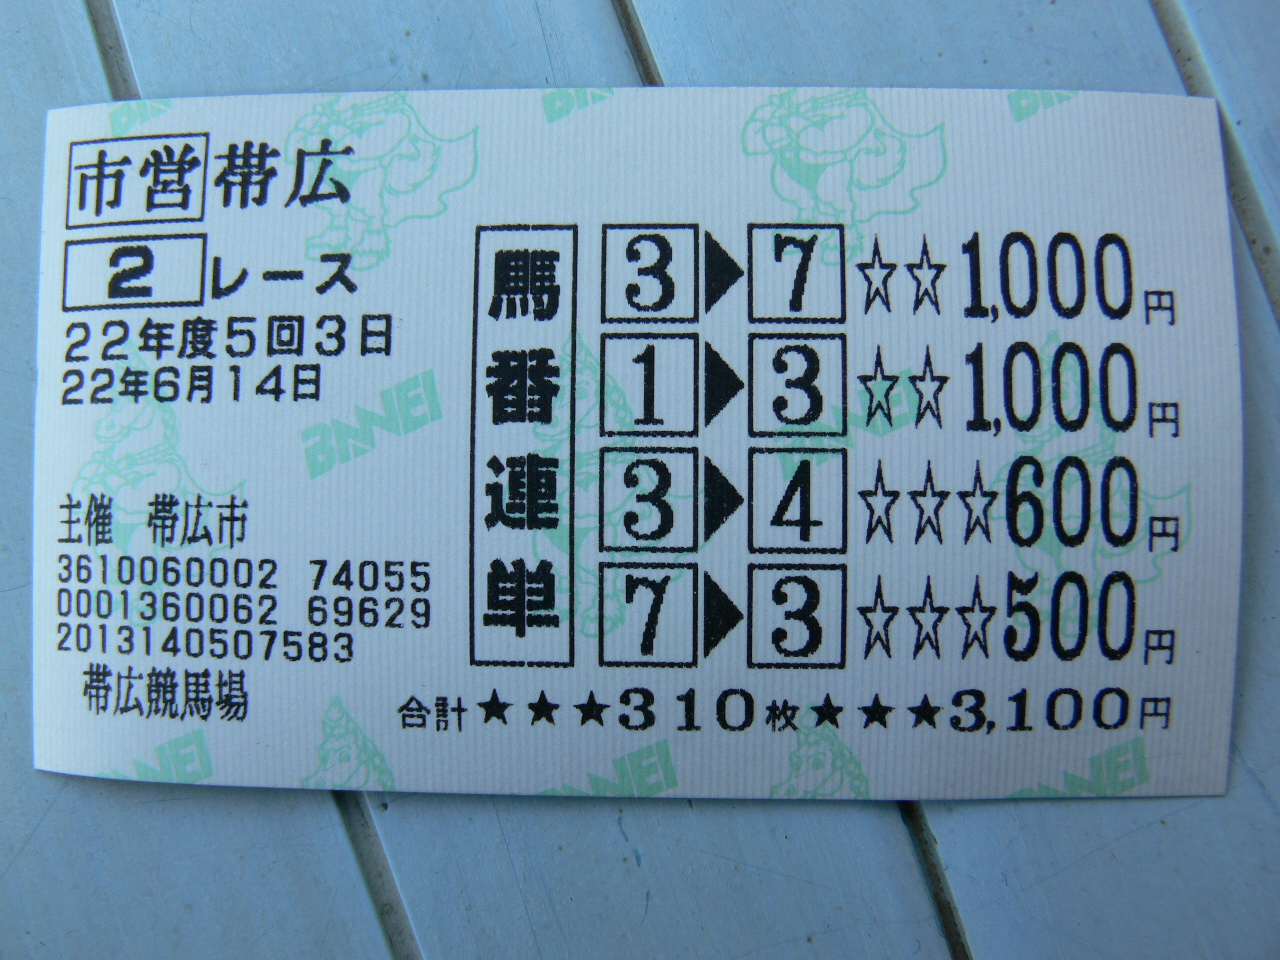 市営 帯広
2 レース
22年度5回3日
22年6月14日
主催 帯広市
3610060002 74055
0001360062 69629
2013140507583
帯広競馬場
馬番連単
3▶7☆☆1,000円
1▶3☆☆1,000円
3▶4☆☆☆600円
7▶3☆☆☆500円
合計★★★310枚★★★3,100円
BANEI
BANEI
BANEI
BANEI
BANEI